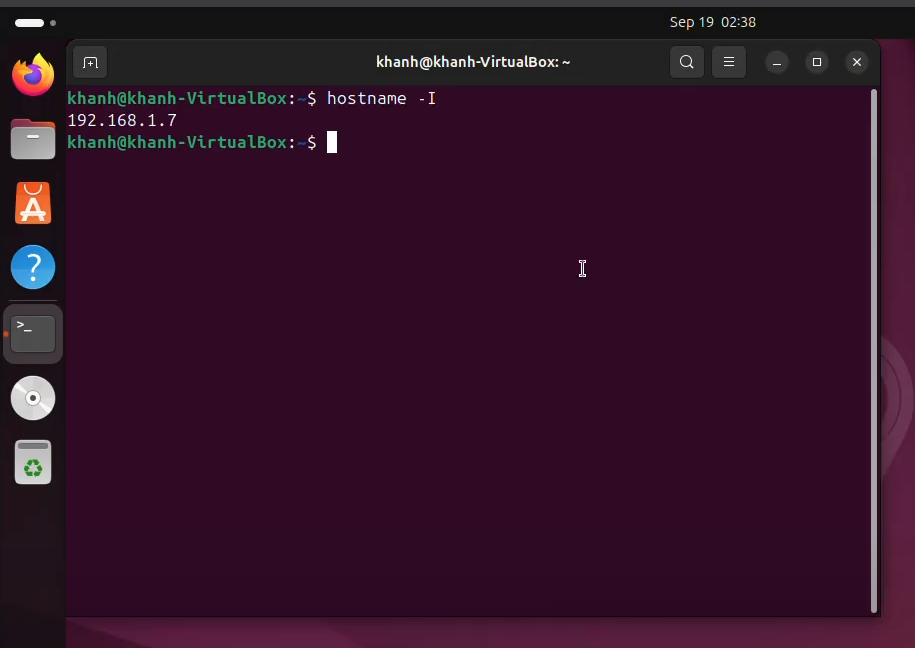 Sep 19 02:38
khanh@khanh-VirtualBox: ~
khanh@khanh-VirtualBox:~$ hostname -I
192.168.1.7
khanh@khanh-VirtualBox:~$